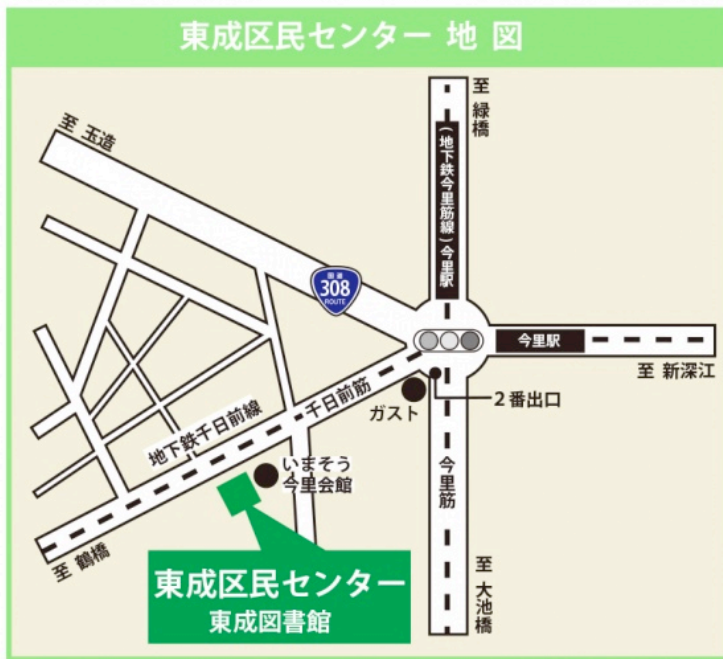 東成区民センター 地 図
至 玉造
至 緑橋
(地下鉄今里筋線)今里駅
国道
308
ROUTE
今里駅
至 新深江
2番出口
ガスト
千日前筋
地下鉄千日前線
いまそう
今里会館
今里筋
至 鶴橋
至 大池橋
東成区民センター
東成図書館